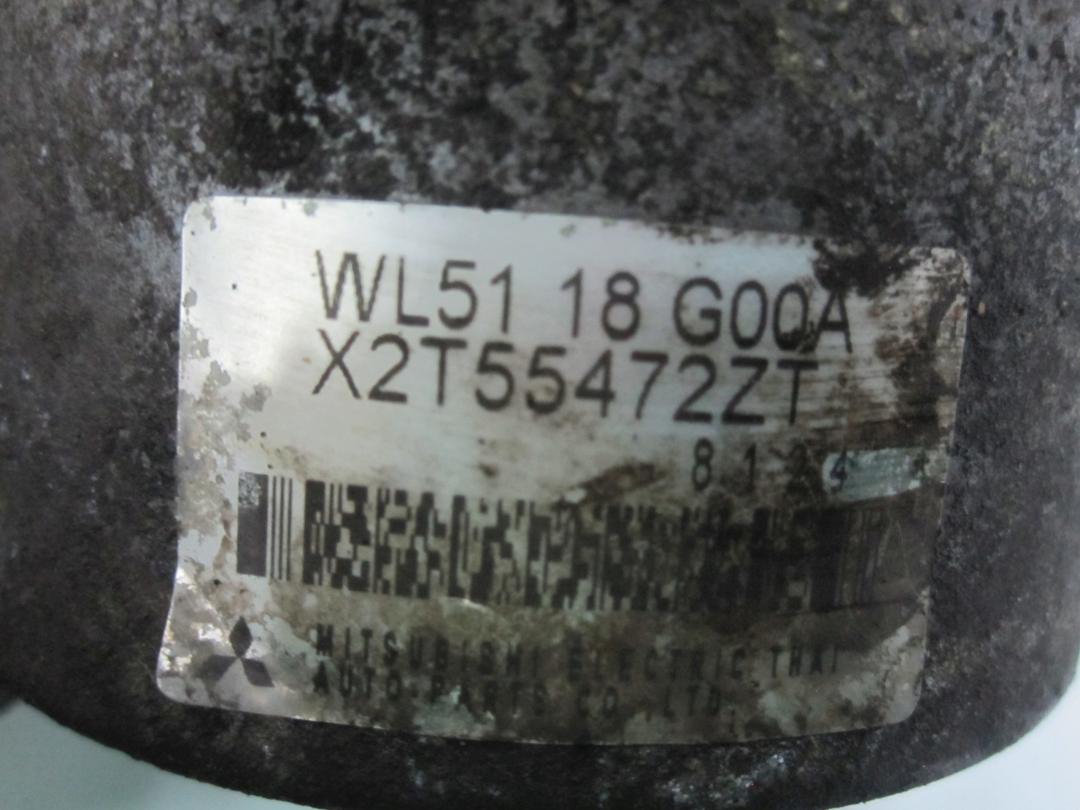 WL51 18 G00A
X2T55472ZT
MITSUBISHI ELECTRIC THAI
AUTO-PARTS CO.,LTD.